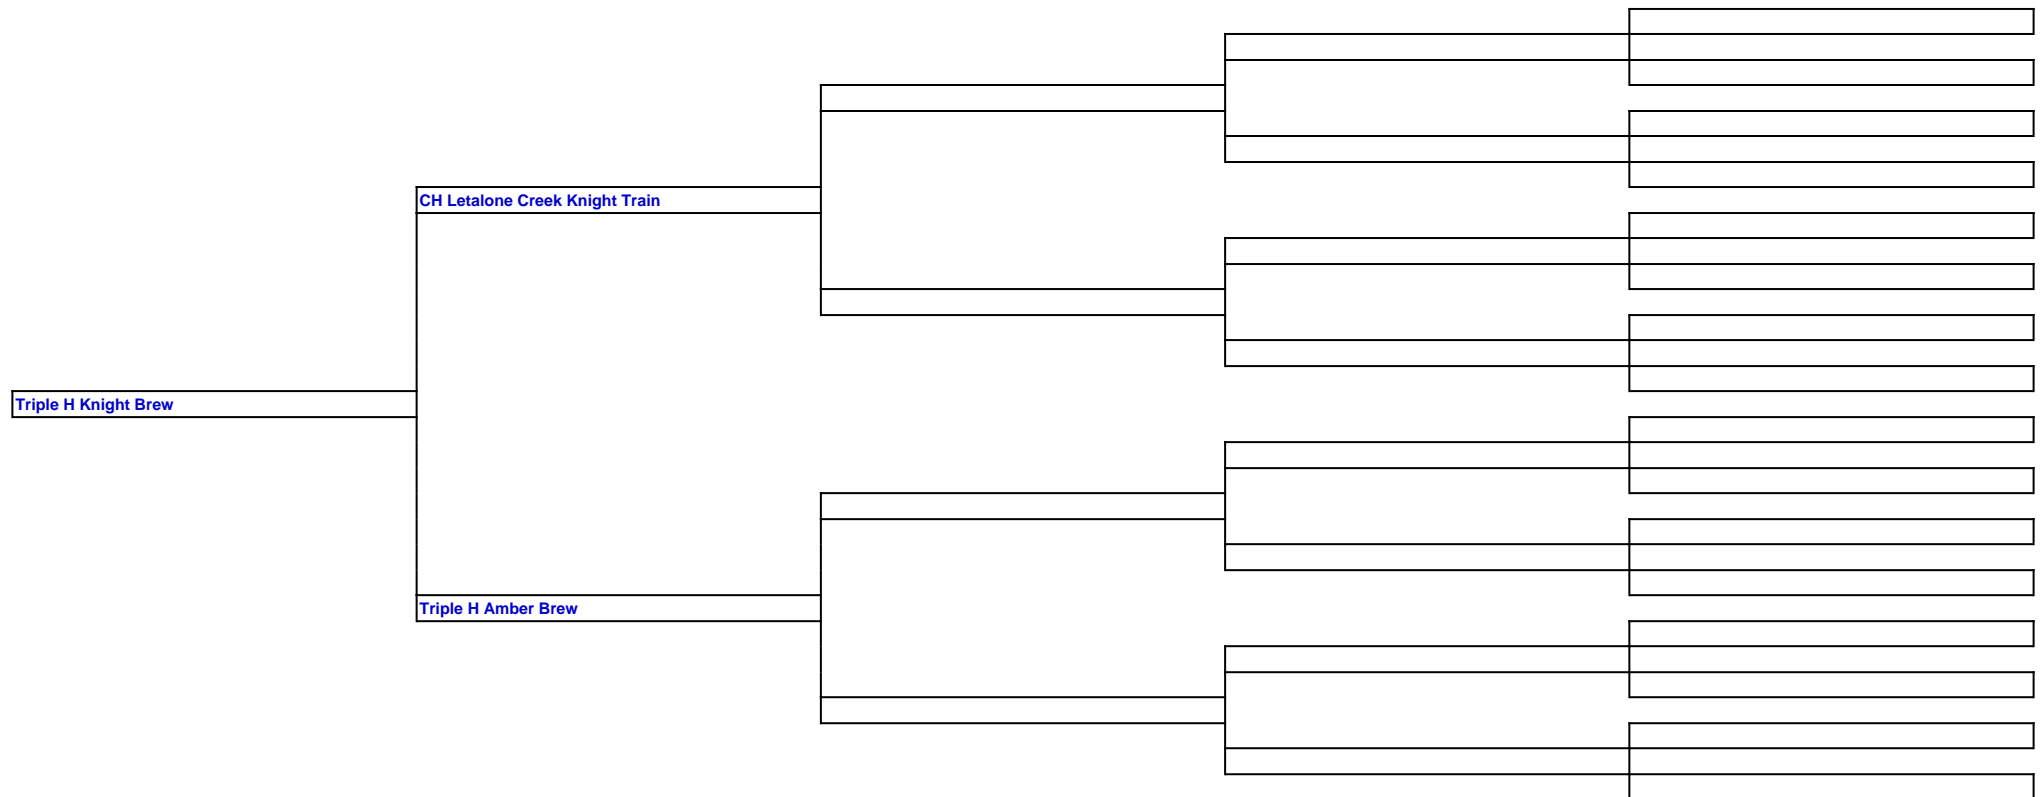 CH Letalone Creek Knight Train
Triple H Knight Brew
Triple H Amber Brew